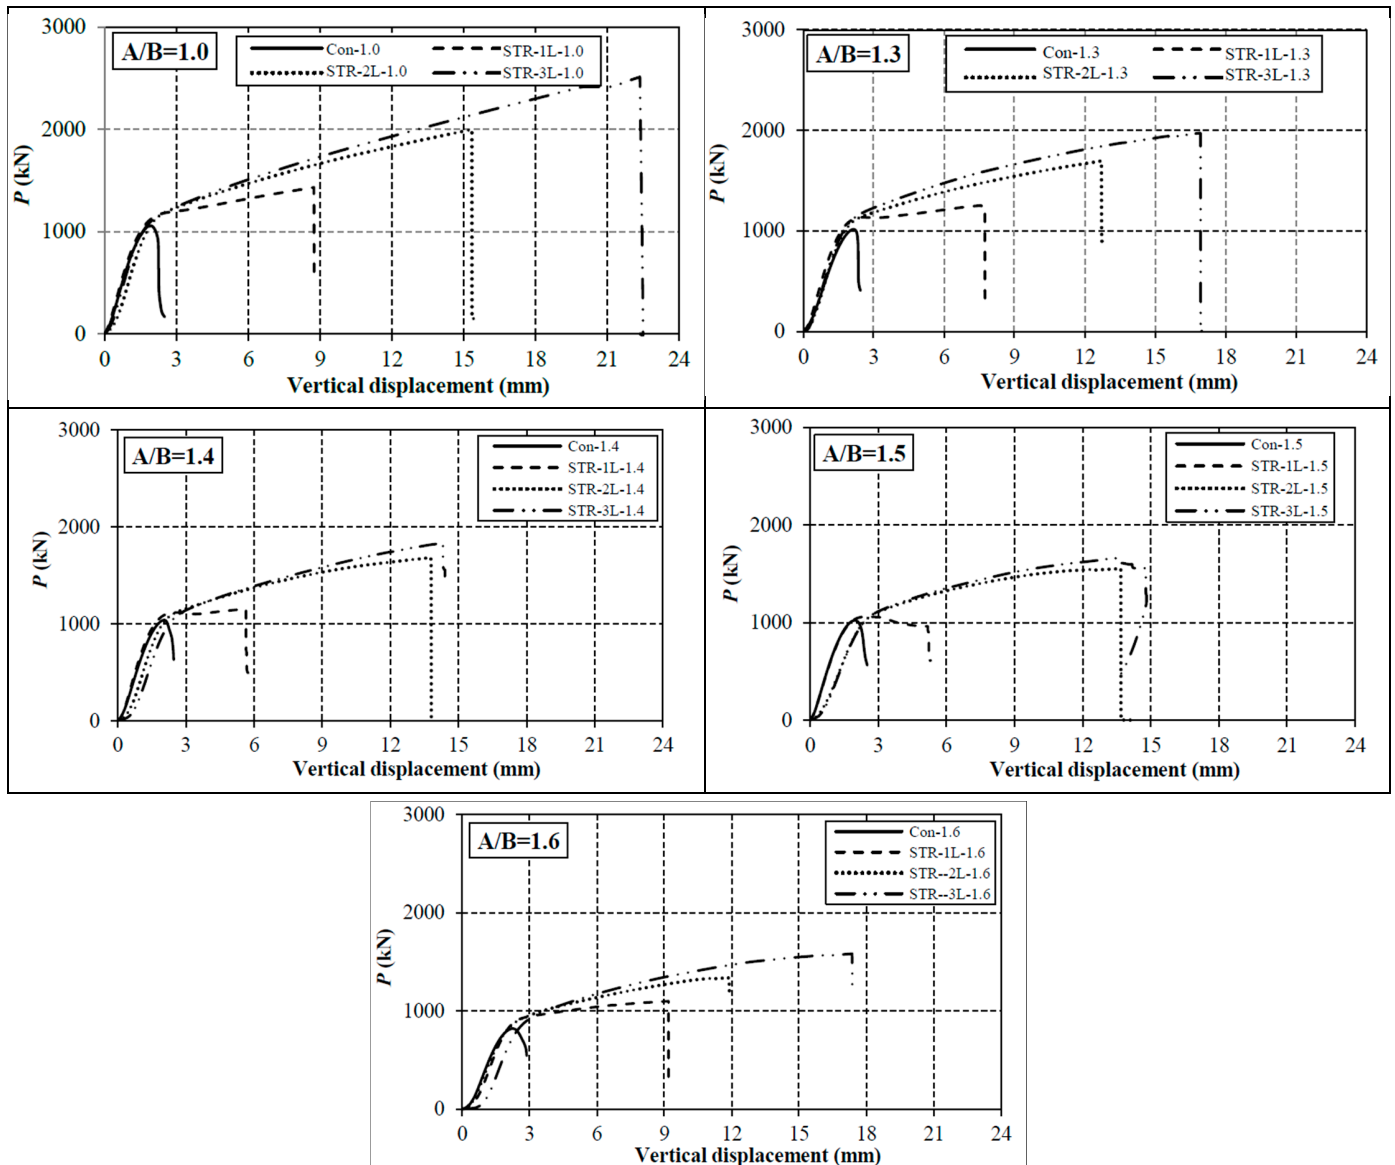 A/B=1.0
Con-1.0 STR-1L-1.0
STR-2L-1.0 STR-3L-1.0
3000
2000
1000
0
P (kN)
0 3 6 9 12 15 18 21 24
Vertical displacement (mm)
A/B=1.3
Con-1.3 STR-1L-1.3
STR-2L-1.3 STR-3L-1.3
3000
2000
1000
0
P (kN)
0 3 6 9 12 15 18 21 24
Vertical displacement (mm)
A/B=1.4
Con-1.4
STR-1L-1.4
STR-2L-1.4
STR-3L-1.4
3000
2000
1000
0
P (kN)
0 3 6 9 12 15 18 21 24
Vertical displacement (mm)
A/B=1.5
Con-1.5
STR-1L-1.5
STR-2L-1.5
STR-3L-1.5
3000
2000
1000
0
P (kN)
0 3 6 9 12 15 18 21 24
Vertical displacement (mm)
A/B=1.6
Con-1.6
STR-1L-1.6
STR--2L-1.6
STR--3L-1.6
3000
2000
1000
0
P (kN)
0 3 6 9 12 15 18 21 24
Vertical displacement (mm)